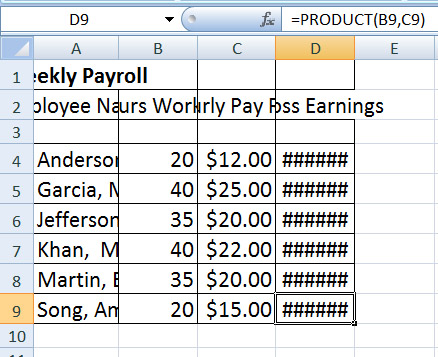 D9 fx =PRODUCT(B9,C9)
A B C D E
1 ekly Payroll
2 ployee Na urs Work rly Pay R oss Earnings
3
4 Anderson 20 $12.00 ######
5 Garcia, M 40 $25.00 ######
6 Jefferson 35 $20.00 ######
7 Khan, M 40 $22.00 ######
8 Martin, E 35 $20.00 ######
9 Song, Am 20 $15.00 ######
10